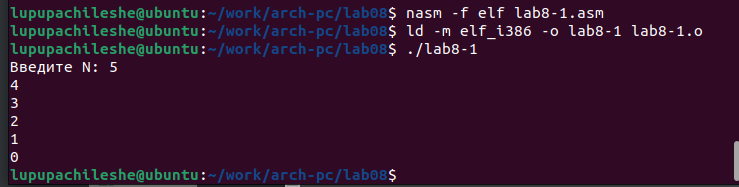 lupupachileshe@ubuntu:~/work/arch-pc/lab08$ nasm -f elf lab8-1.asm
lupupachileshe@ubuntu:~/work/arch-pc/lab08$ ld -m elf_i386 -o lab8-1 lab8-1.o
lupupachileshe@ubuntu:~/work/arch-pc/lab08$ ./lab8-1
Введите N: 5
4
3
2
1
0
lupupachileshe@ubuntu:~/work/arch-pc/lab08$